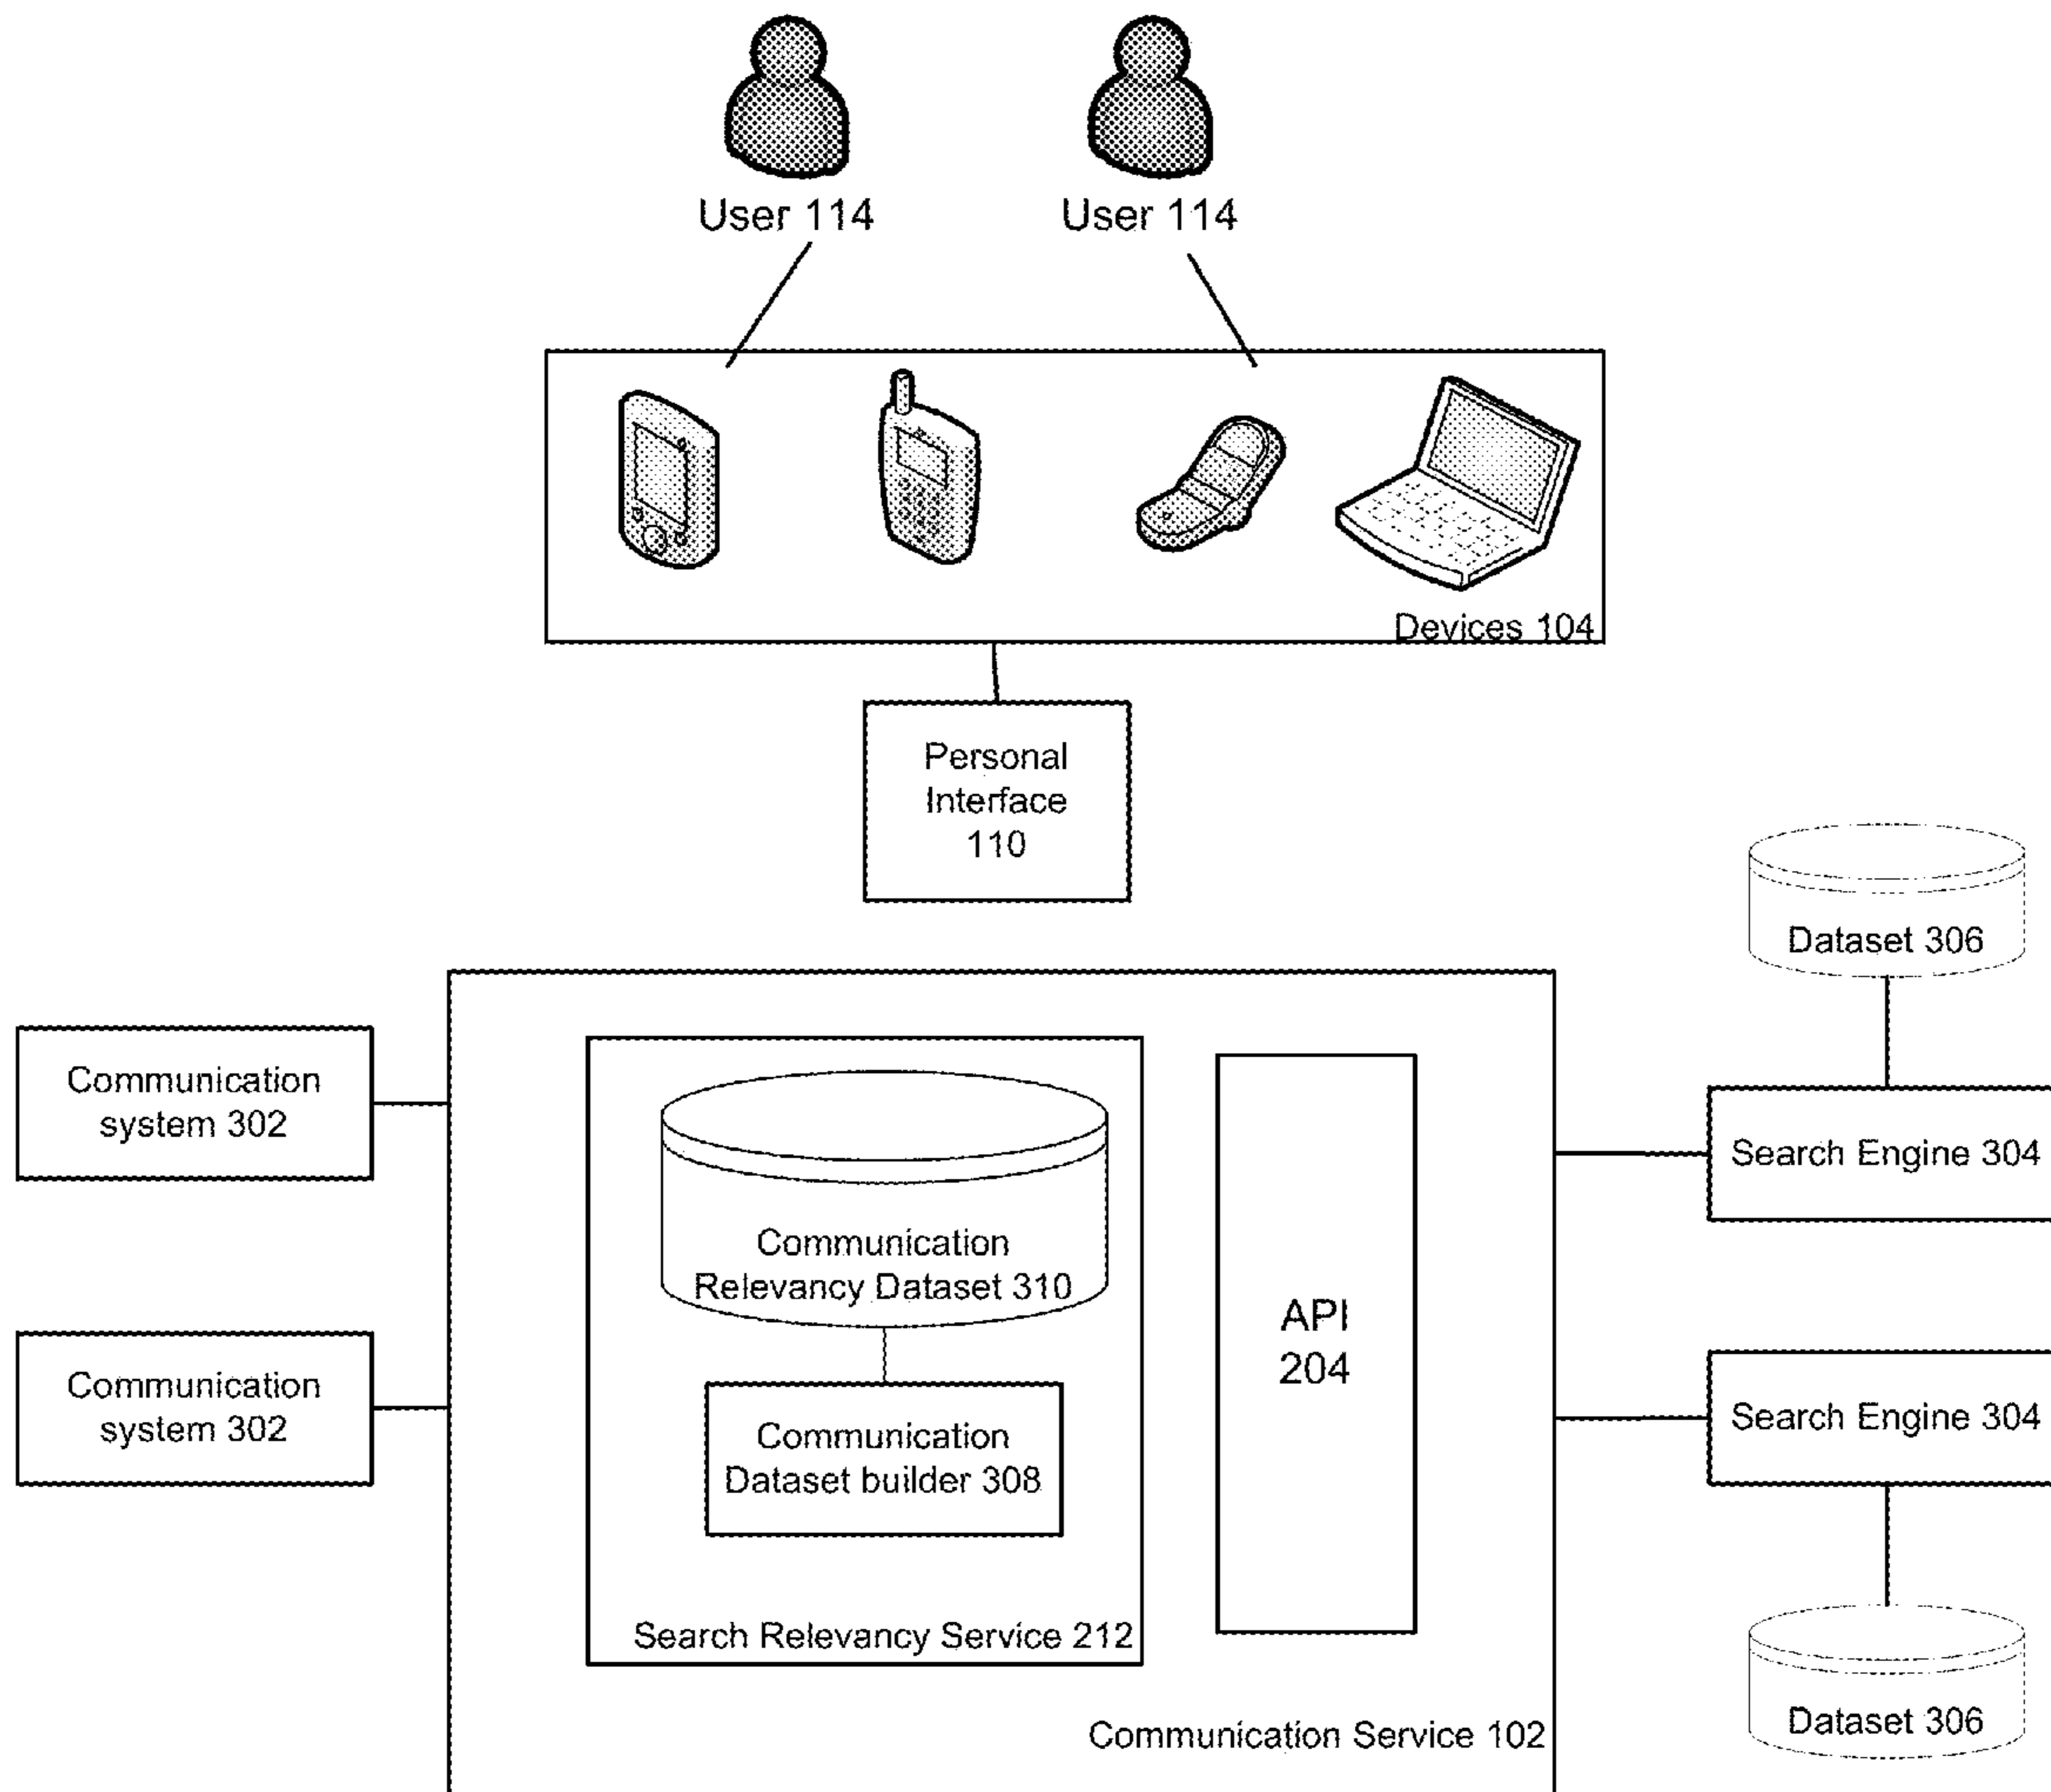 User 114
User 114
Devices 104
Personal
Interface
110
Dataset 306
Communication
system 302
Search Engine 304
Communication
Relevancy Dataset 310
API
204
Communication
system 302
Search Engine 304
Communication
Dataset builder 308
Search Relevancy Service 212
Communication Service 102
Dataset 306